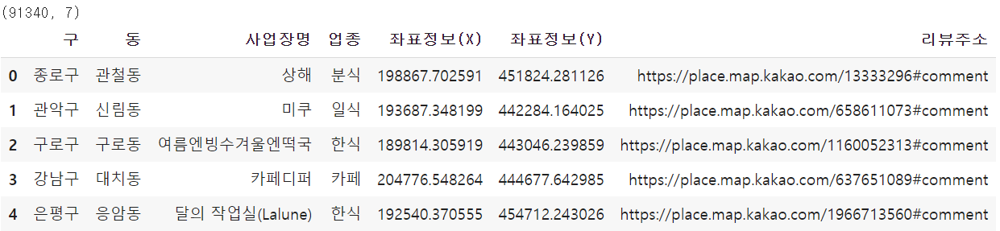 (91340, 7)
구 동 사업장명 업종 좌표정보(X) 좌표정보(Y) 리뷰주소
0 종로구 관철동 상해 분식 198867.702591 451824.281126 https://place.map.kakao.com/13333296#comment
1 관악구 신림동 미쿠 일식 193687.348199 442284.164025 https://place.map.kakao.com/658611073#comment
2 구로구 구로동 여름엔빙수겨울엔떡국 한식 189814.305919 443046.239859 https://place.map.kakao.com/1160052313#comment
3 강남구 대치동 카페디퍼 카페 204776.548264 444677.642985 https://place.map.kakao.com/637651089#comment
4 은평구 응암동 달의 작업실(Lalune) 한식 192540.370555 454712.243026 https://place.map.kakao.com/1966713560#comment